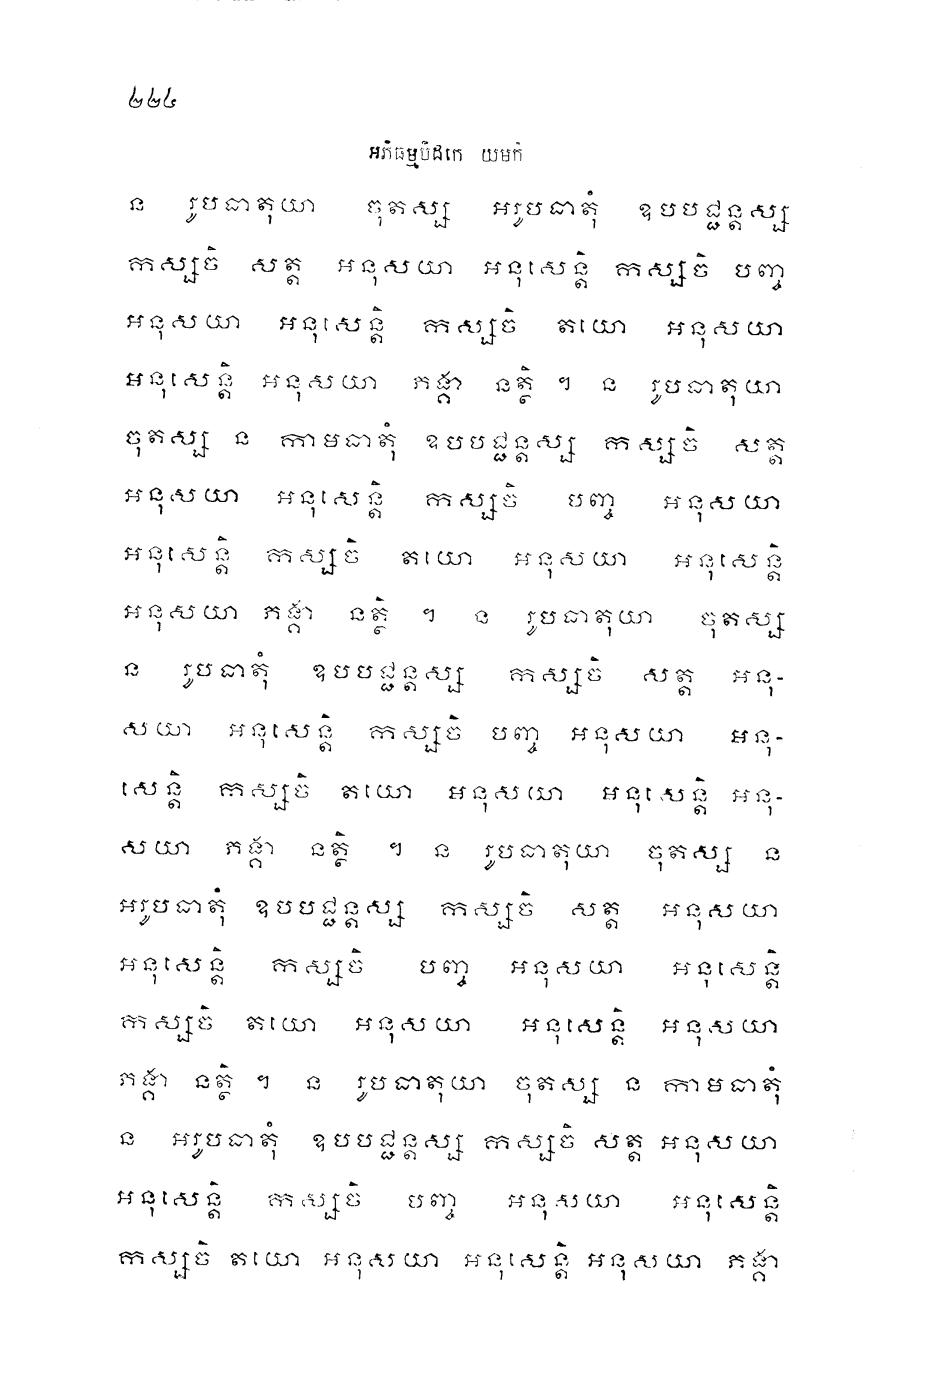 ២២៤
អភិធម្មបិដកេ យមកំ
ន រូបធាតុយា ចុតស្ស អរូបធាតុំ ឧបបជ្ជន្តស្ស
កស្សចិ សត្ត អនុសយា អនុសេន្តិ កស្សចិ បញ្ច
អនុសយា អនុសេន្តិ កស្សចិ តយោ អនុសយា
អនុសេន្តិ អនុសយា ភង្គា នត្ថិ ។ ន រូបធាតុយា
ចុតស្ស ន កាមធាតុំ ឧបបជ្ជន្តស្ស កស្សចិ សត្ត
អនុសយា អនុសេន្តិ កស្សចិ បញ្ច អនុសយា
អនុសេន្តិ កស្សចិ តយោ អនុសយា អនុសេន្តិ
អនុសយា ភង្គា នត្ថិ ។ ន រូបធាតុយា ចុតស្ស
ន រូបធាតុំ ឧបបជ្ជន្តស្ស កស្សចិ សត្ត អនុ-
សយា អនុសេន្តិ កស្សចិ បញ្ច អនុសយា អនុ-
សេន្តិ កស្សចិ តយោ អនុសយា អនុសេន្តិ អនុ-
សយា ភង្គា នត្ថិ ។ ន រូបធាតុយា ចុតស្ស ន
អរូបធាតុំ ឧបបជ្ជន្តស្ស កស្សចិ សត្ត អនុសយា
អនុសេន្តិ កស្សចិ បញ្ច អនុសយា អនុសេន្តិ
កស្សចិ តយោ អនុសយា អនុសេន្តិ អនុសយា
ភង្គា នត្ថិ ។ ន រូបធាតុយា ចុតស្ស ន កាមធាតុំ
ន អរូបធាតុំ ឧបបជ្ជន្តស្ស កស្សចិ សត្ត អនុសយា
អនុសេន្តិ កស្សចិ បញ្ច អនុសយា អនុសេន្តិ
កស្សចិ តយោ អនុសយា អនុសេន្តិ អនុសយា ភង្គា